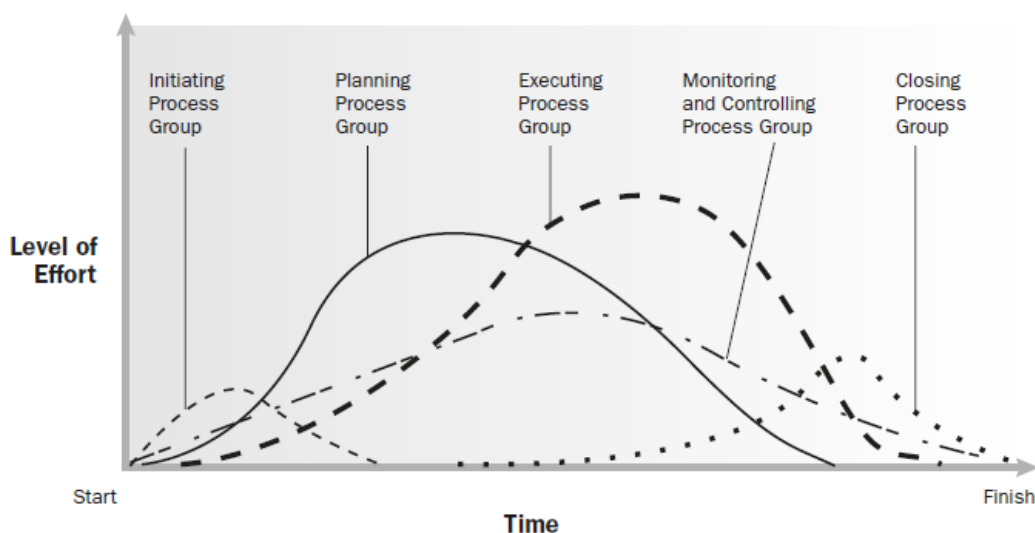 Initiating
Process
Group
Planning
Process
Group
Executing
Process
Group
Monitoring
and Controlling
Process Group
Closing
Process
Group
Level of
Effort
Start
Finish
Time